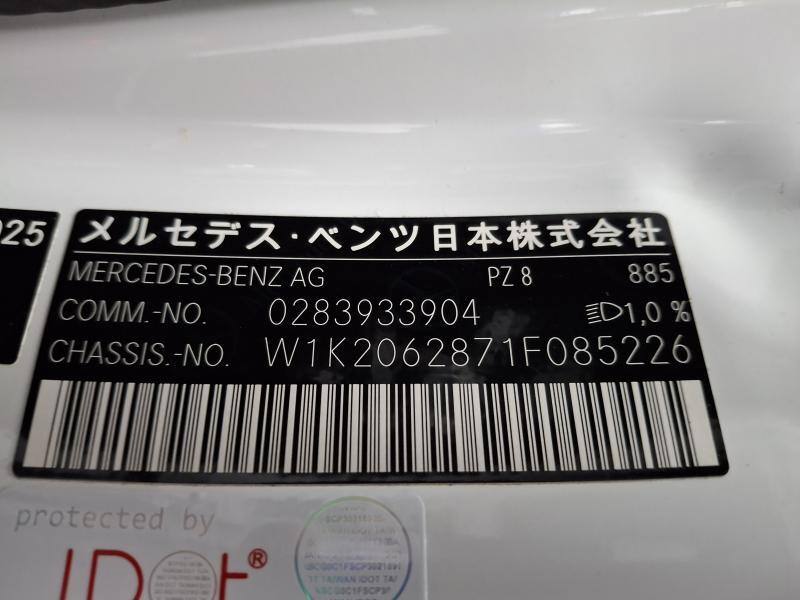 025
メルセデス・ベンツ日本株式会社
MERCEDES-BENZ AG PZ 8 885
COMM.-NO. 0283933904 1,0 %
CHASSIS.-NO. W1K2062871F085226
protected by
IDot®